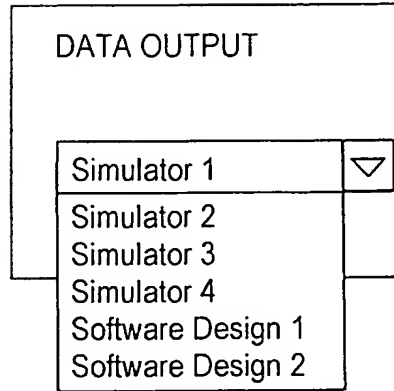 DATA OUTPUT
Simulator 1
Simulator 2
Simulator 3
Simulator 4
Software Design 1
Software Design 2